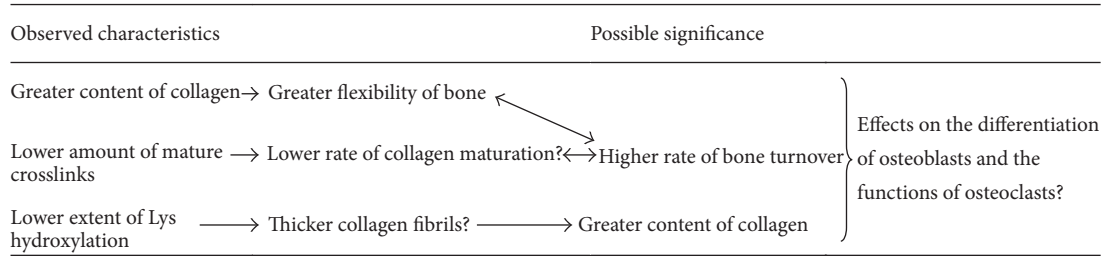 Observed characteristics Possible significance
Greater content of collagen → Greater flexibility of bone
Effects on the differentiation
of osteoblasts and the
functions of osteoclasts?
Lower amount of mature
crosslinks → Lower rate of collagen maturation? ↔ Higher rate of bone turnover
Lower extent of Lys
hydroxylation → Thicker collagen fibrils? → Greater content of collagen